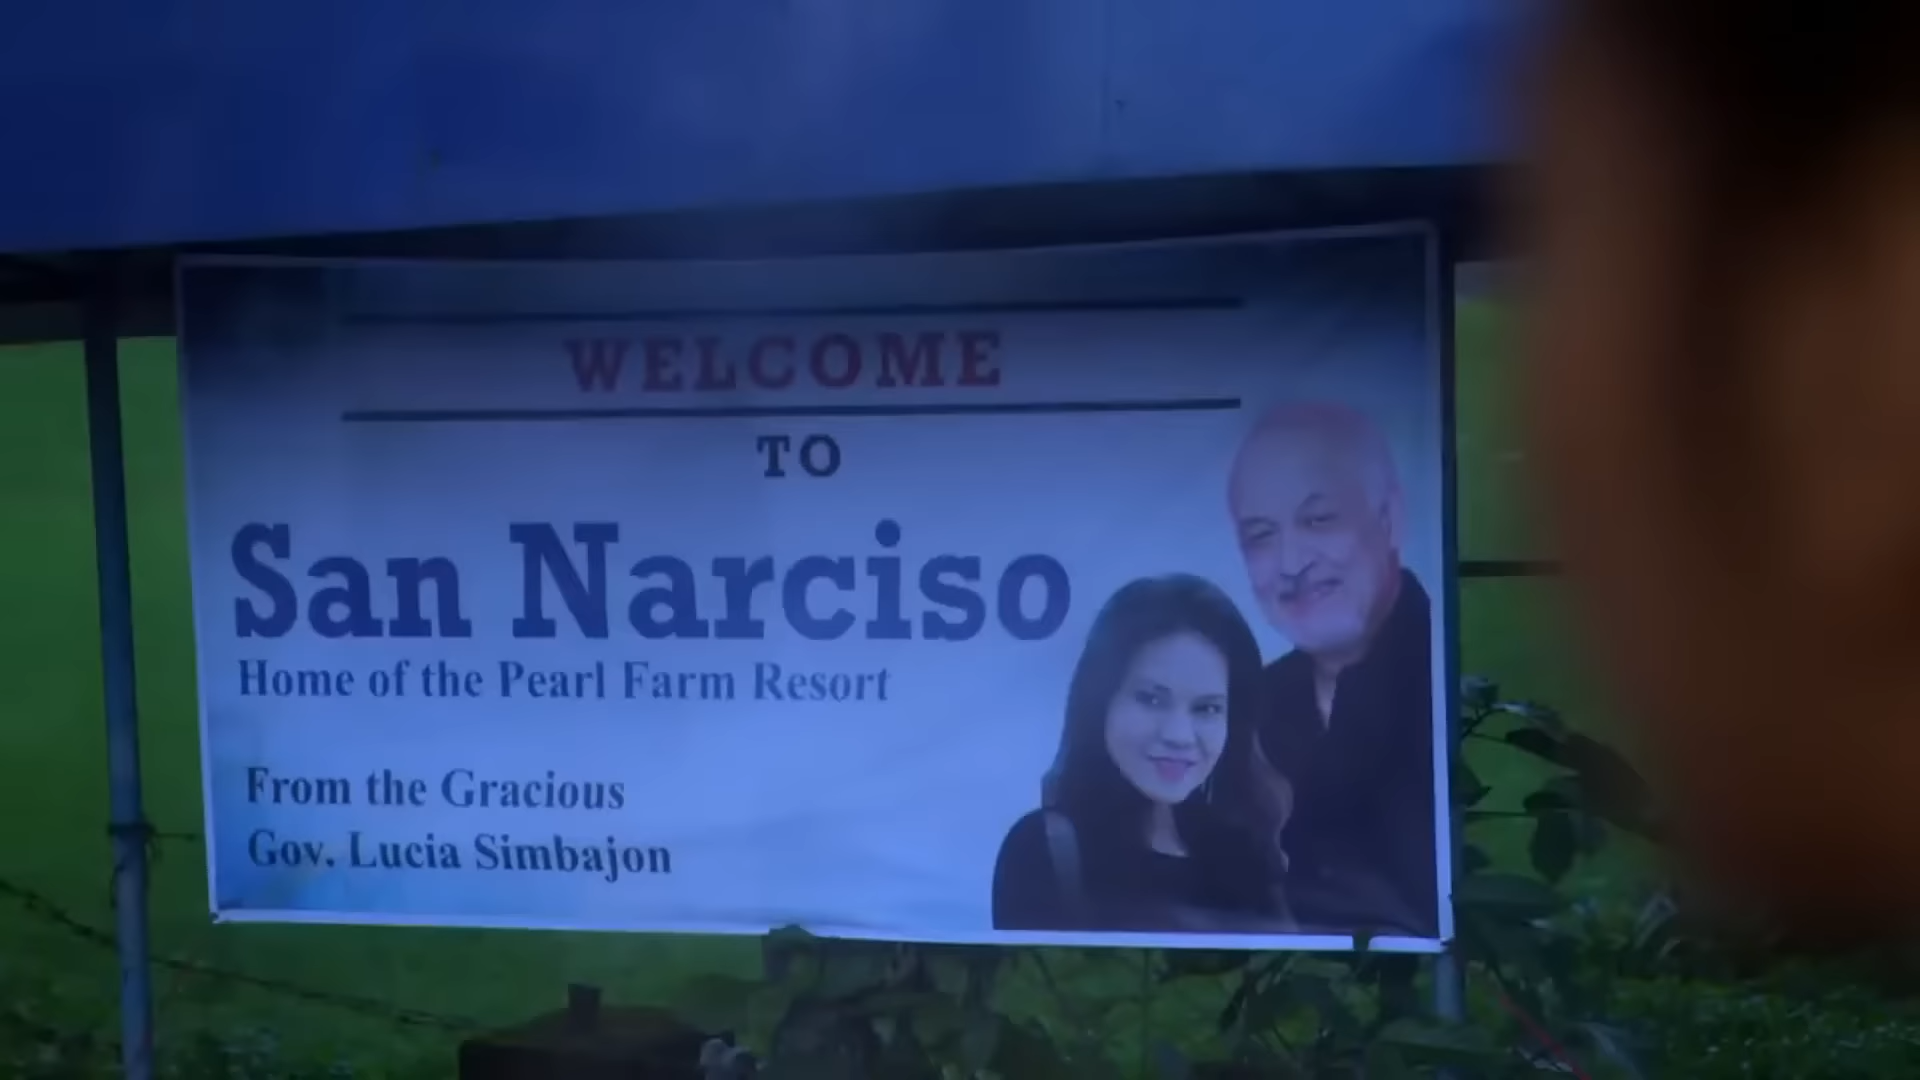 WELCOME
TO
San Narciso
Home of the Pearl Farm Resort
From the Gracious
Gov. Lucia Simbajon